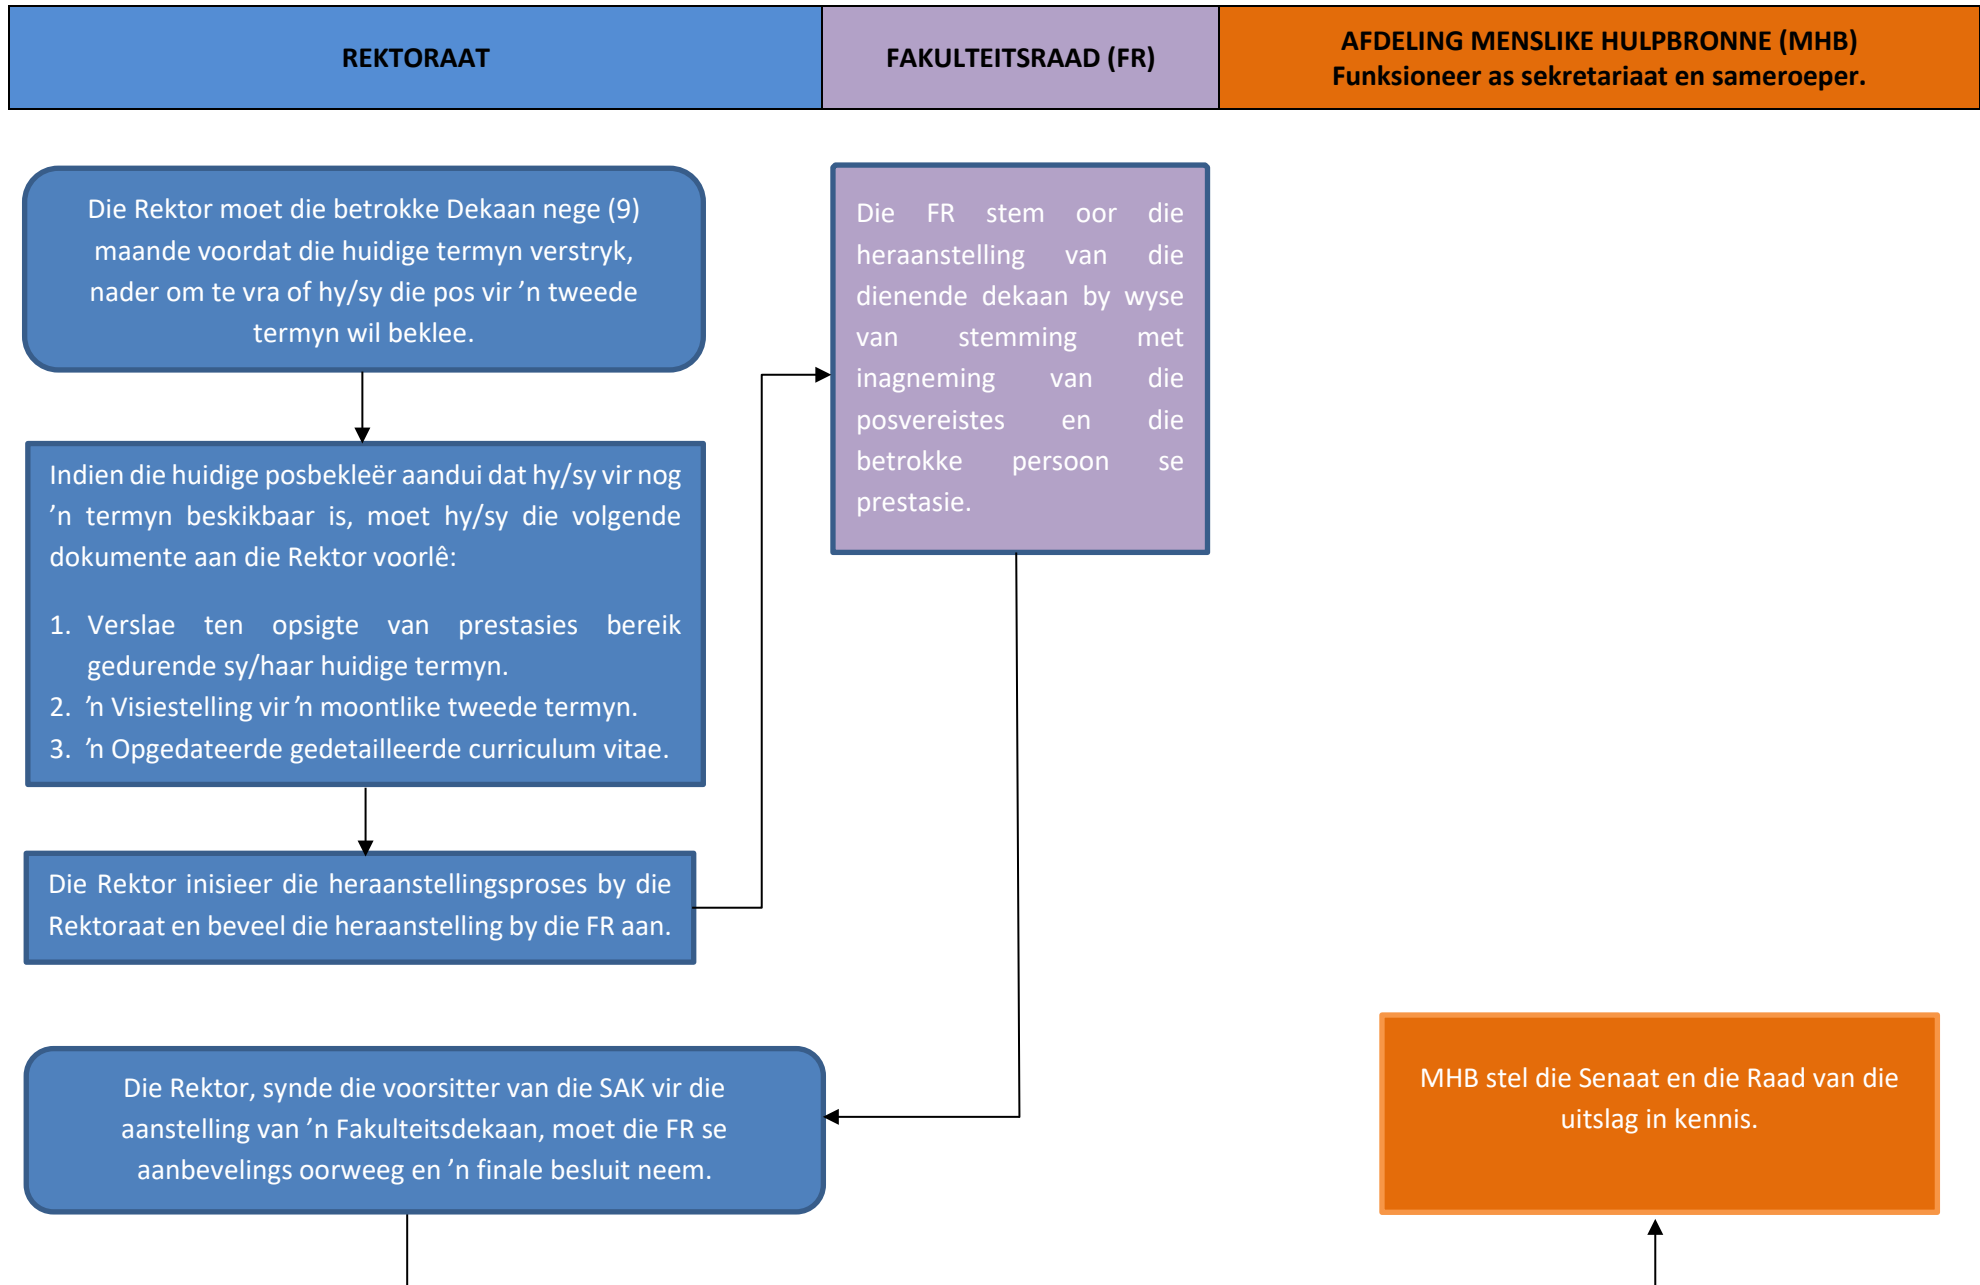 REKTORAAT
FAKULTEITSRAAD (FR)
AFDELING MENSLIKE HULPBRONNE (MHB)
Funksioneer as sekretariaat en sameroeper.
Die Rektor moet die betrokke Dekaan nege (9)
maande voordat die huidige termyn verstryk,
nader om te vra of hy/sy die pos vir ’n tweede
termyn wil beklee.
Indien die huidige posbekleër aandui dat hy/sy vir nog
’n termyn beskikbaar is, moet hy/sy die volgende
dokumente aan die Rektor voorlê:
1. Verslae ten opsigte van prestasies bereik
gedurende sy/haar huidige termyn.
2. ’n Visiestelling vir ’n moontlike tweede termyn.
3. ’n Opgedateerde gedetailleerde curriculum vitae.
Die Rektor inisieer die heraanstellingsproses by die
Rektoraat en beveel die heraanstelling by die FR aan.
Die FR stem oor die
heraanstelling van die
dienende dekaan by wyse
van stemming met
inagneming van die
posvereistes en die
betrokke persoon se
prestasie.
Die Rektor, synde die voorsitter van die SAK vir die
aanstelling van ’n Fakulteitsdekaan, moet die FR se
aanbevelings oorweeg en ’n finale besluit neem.
MHB stel die Senaat en die Raad van die
uitslag in kennis.